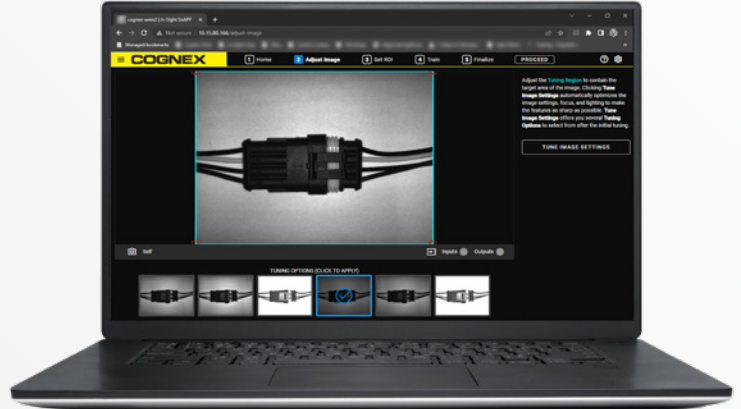 cognex-wess2 | In-Sight SnAPP
Not secure | 10.15.80.166/adjust-image
Managed bookmarks
COGNEX
1 Home
2 Adjust Image
3 Set ROI
4 Train
5 Finalize
PROCEED
Adjust the Tuning Region to contain the
target area of the image. Clicking Tune
Image Settings automatically optimizes the
image settings, focus, and lighting to make
the features as sharp as possible. Tune
Image Settings offers you several Tuning
Options to select from after the initial tuning.
TUNE IMAGE SETTINGS
Self
Inputs
Outputs
TUNING OPTIONS (CLICK TO APPLY)